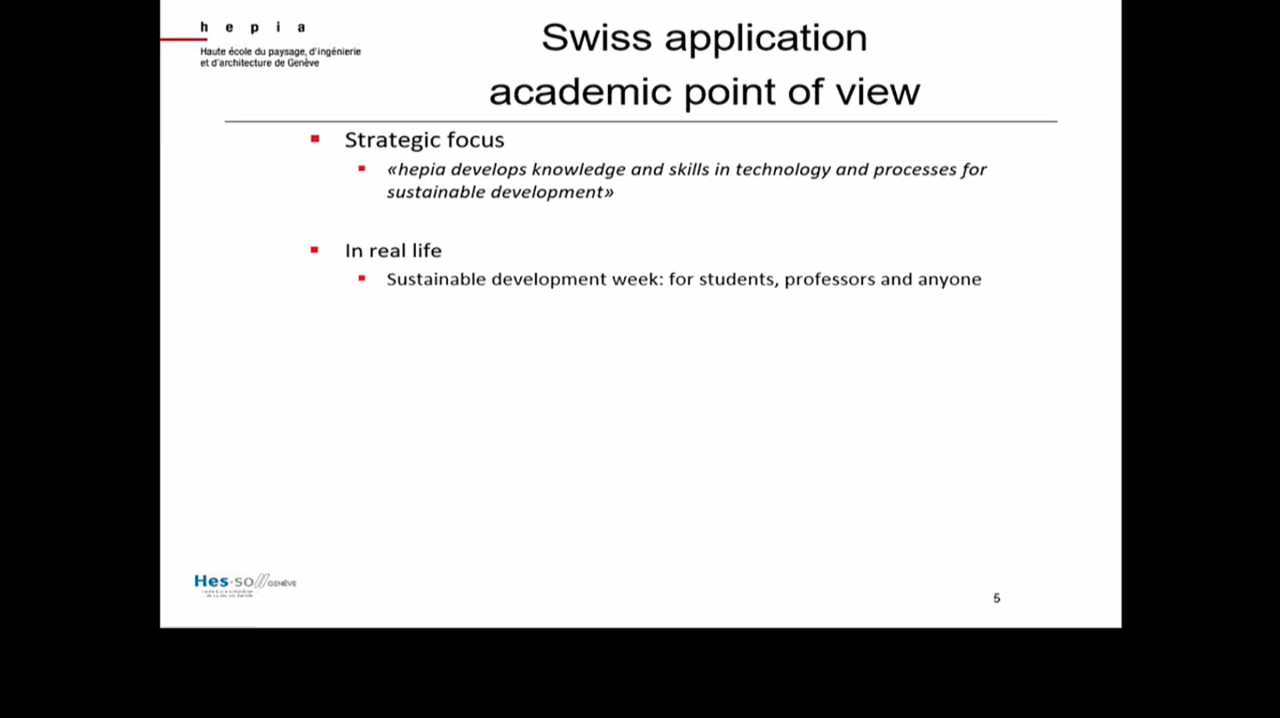 h e p i a
Haute école du paysage, d'ingénierie
et d'architecture de Genève
Swiss application
academic point of view
Strategic focus
«hepia develops knowledge and skills in technology and processes for
sustainable development»
In real life
Sustainable development week: for students, professors and anyone
Hes·so GENÈVE
5